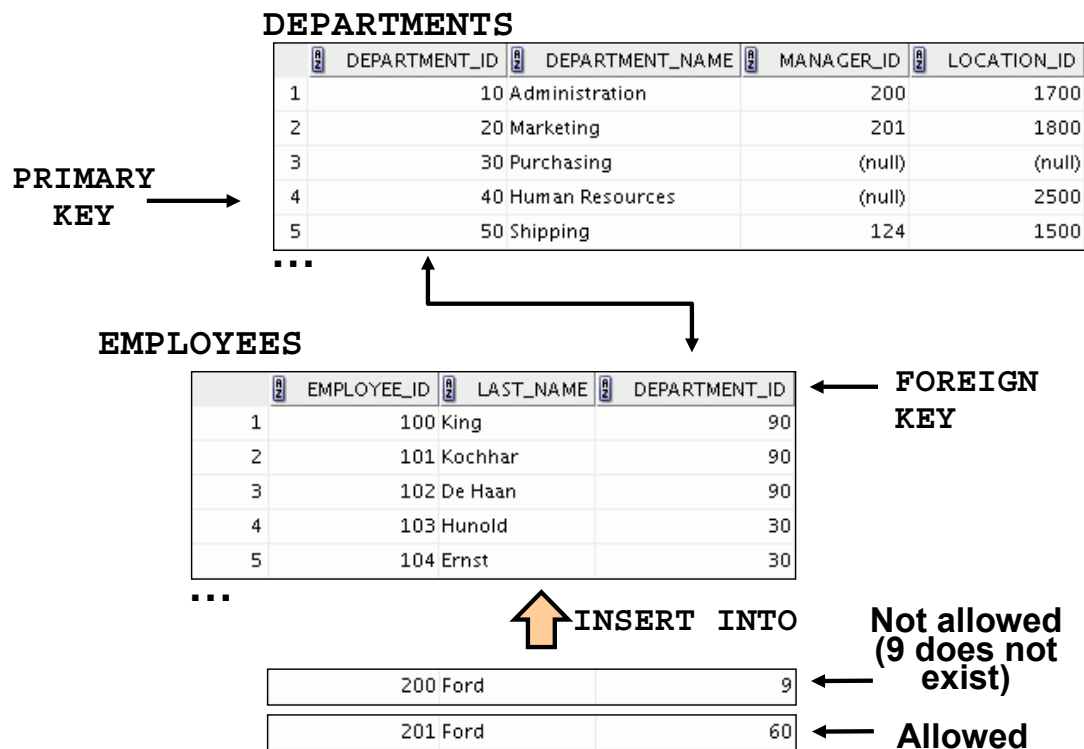 DEPARTMENTS
DEPARTMENT_ID DEPARTMENT_NAME MANAGER_ID LOCATION_ID
1 10 Administration 200 1700
2 20 Marketing 201 1800
3 30 Purchasing (null) (null)
4 40 Human Resources (null) 2500
5 50 Shipping 124 1500
...
PRIMARY
KEY
EMPLOYEES
EMPLOYEE_ID LAST_NAME DEPARTMENT_ID
1 100 King 90
2 101 Kochhar 90
3 102 De Haan 90
4 103 Hunold 30
5 104 Ernst 30
...
FOREIGN
KEY
INSERT INTO
Not allowed
(9 does not
exist)
200 Ford 9
201 Ford 60
Allowed